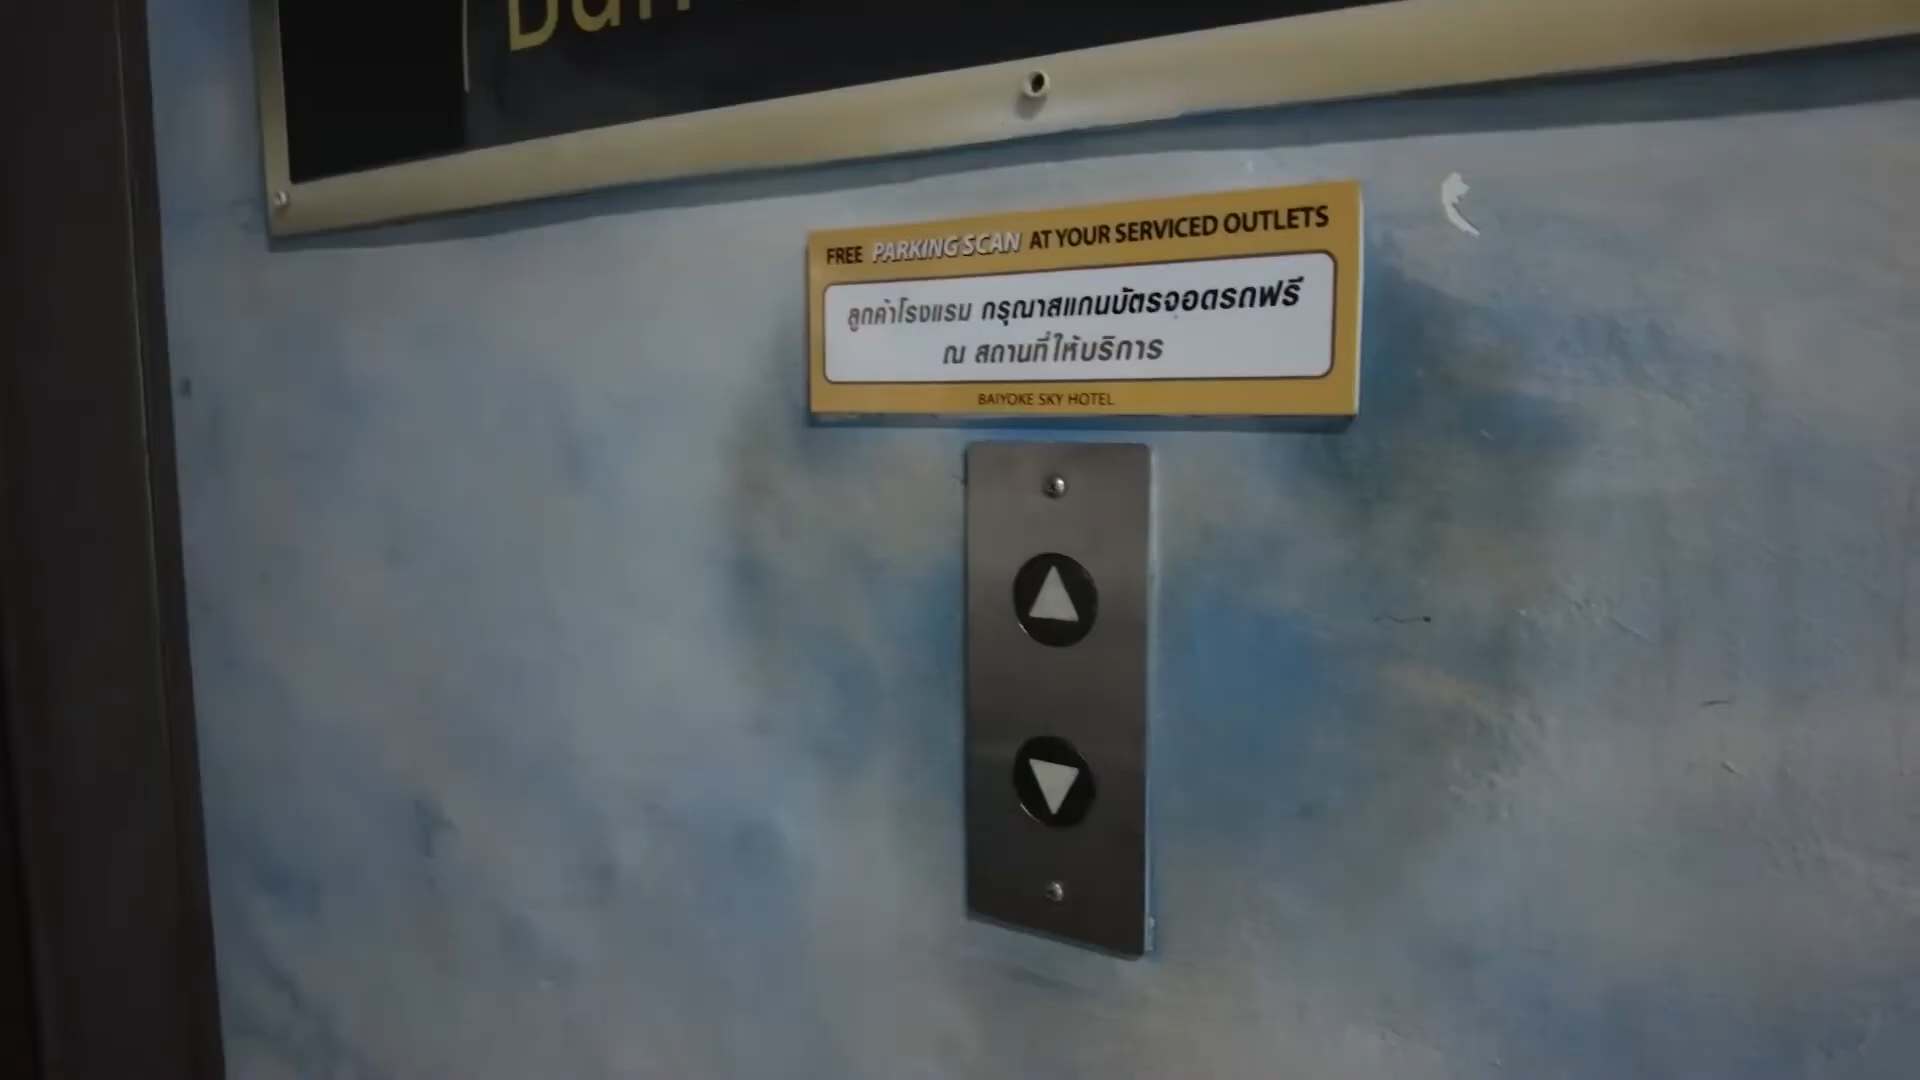 FREE PARKING SCAN AT YOUR SERVICED OUTLETS
ลูกค้าโรงแรม กรุณาสแกนบัตรจอดรถฟรี
ณ สถานที่ให้บริการ
BAIYOKE SKY HOTEL